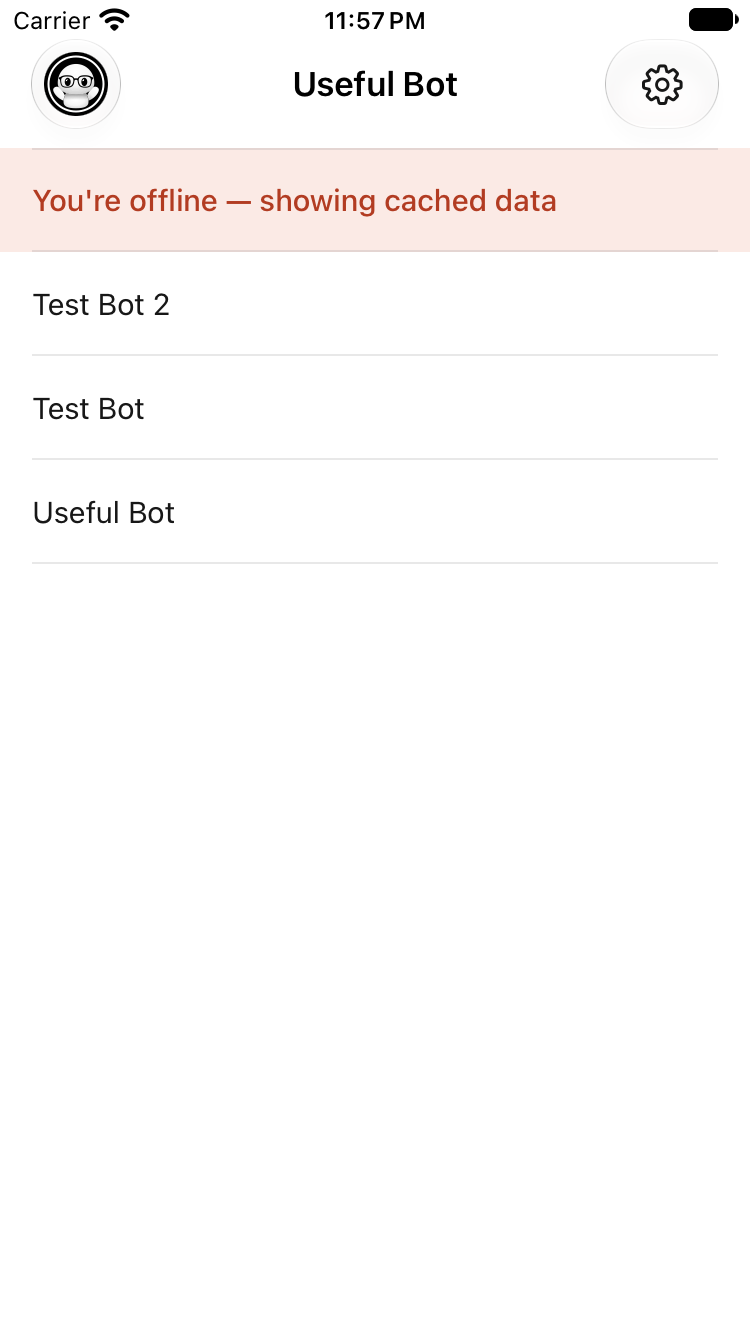 Carrier 11:57 PM
Useful Bot
You're offline — showing cached data
Test Bot 2
Test Bot
Useful Bot